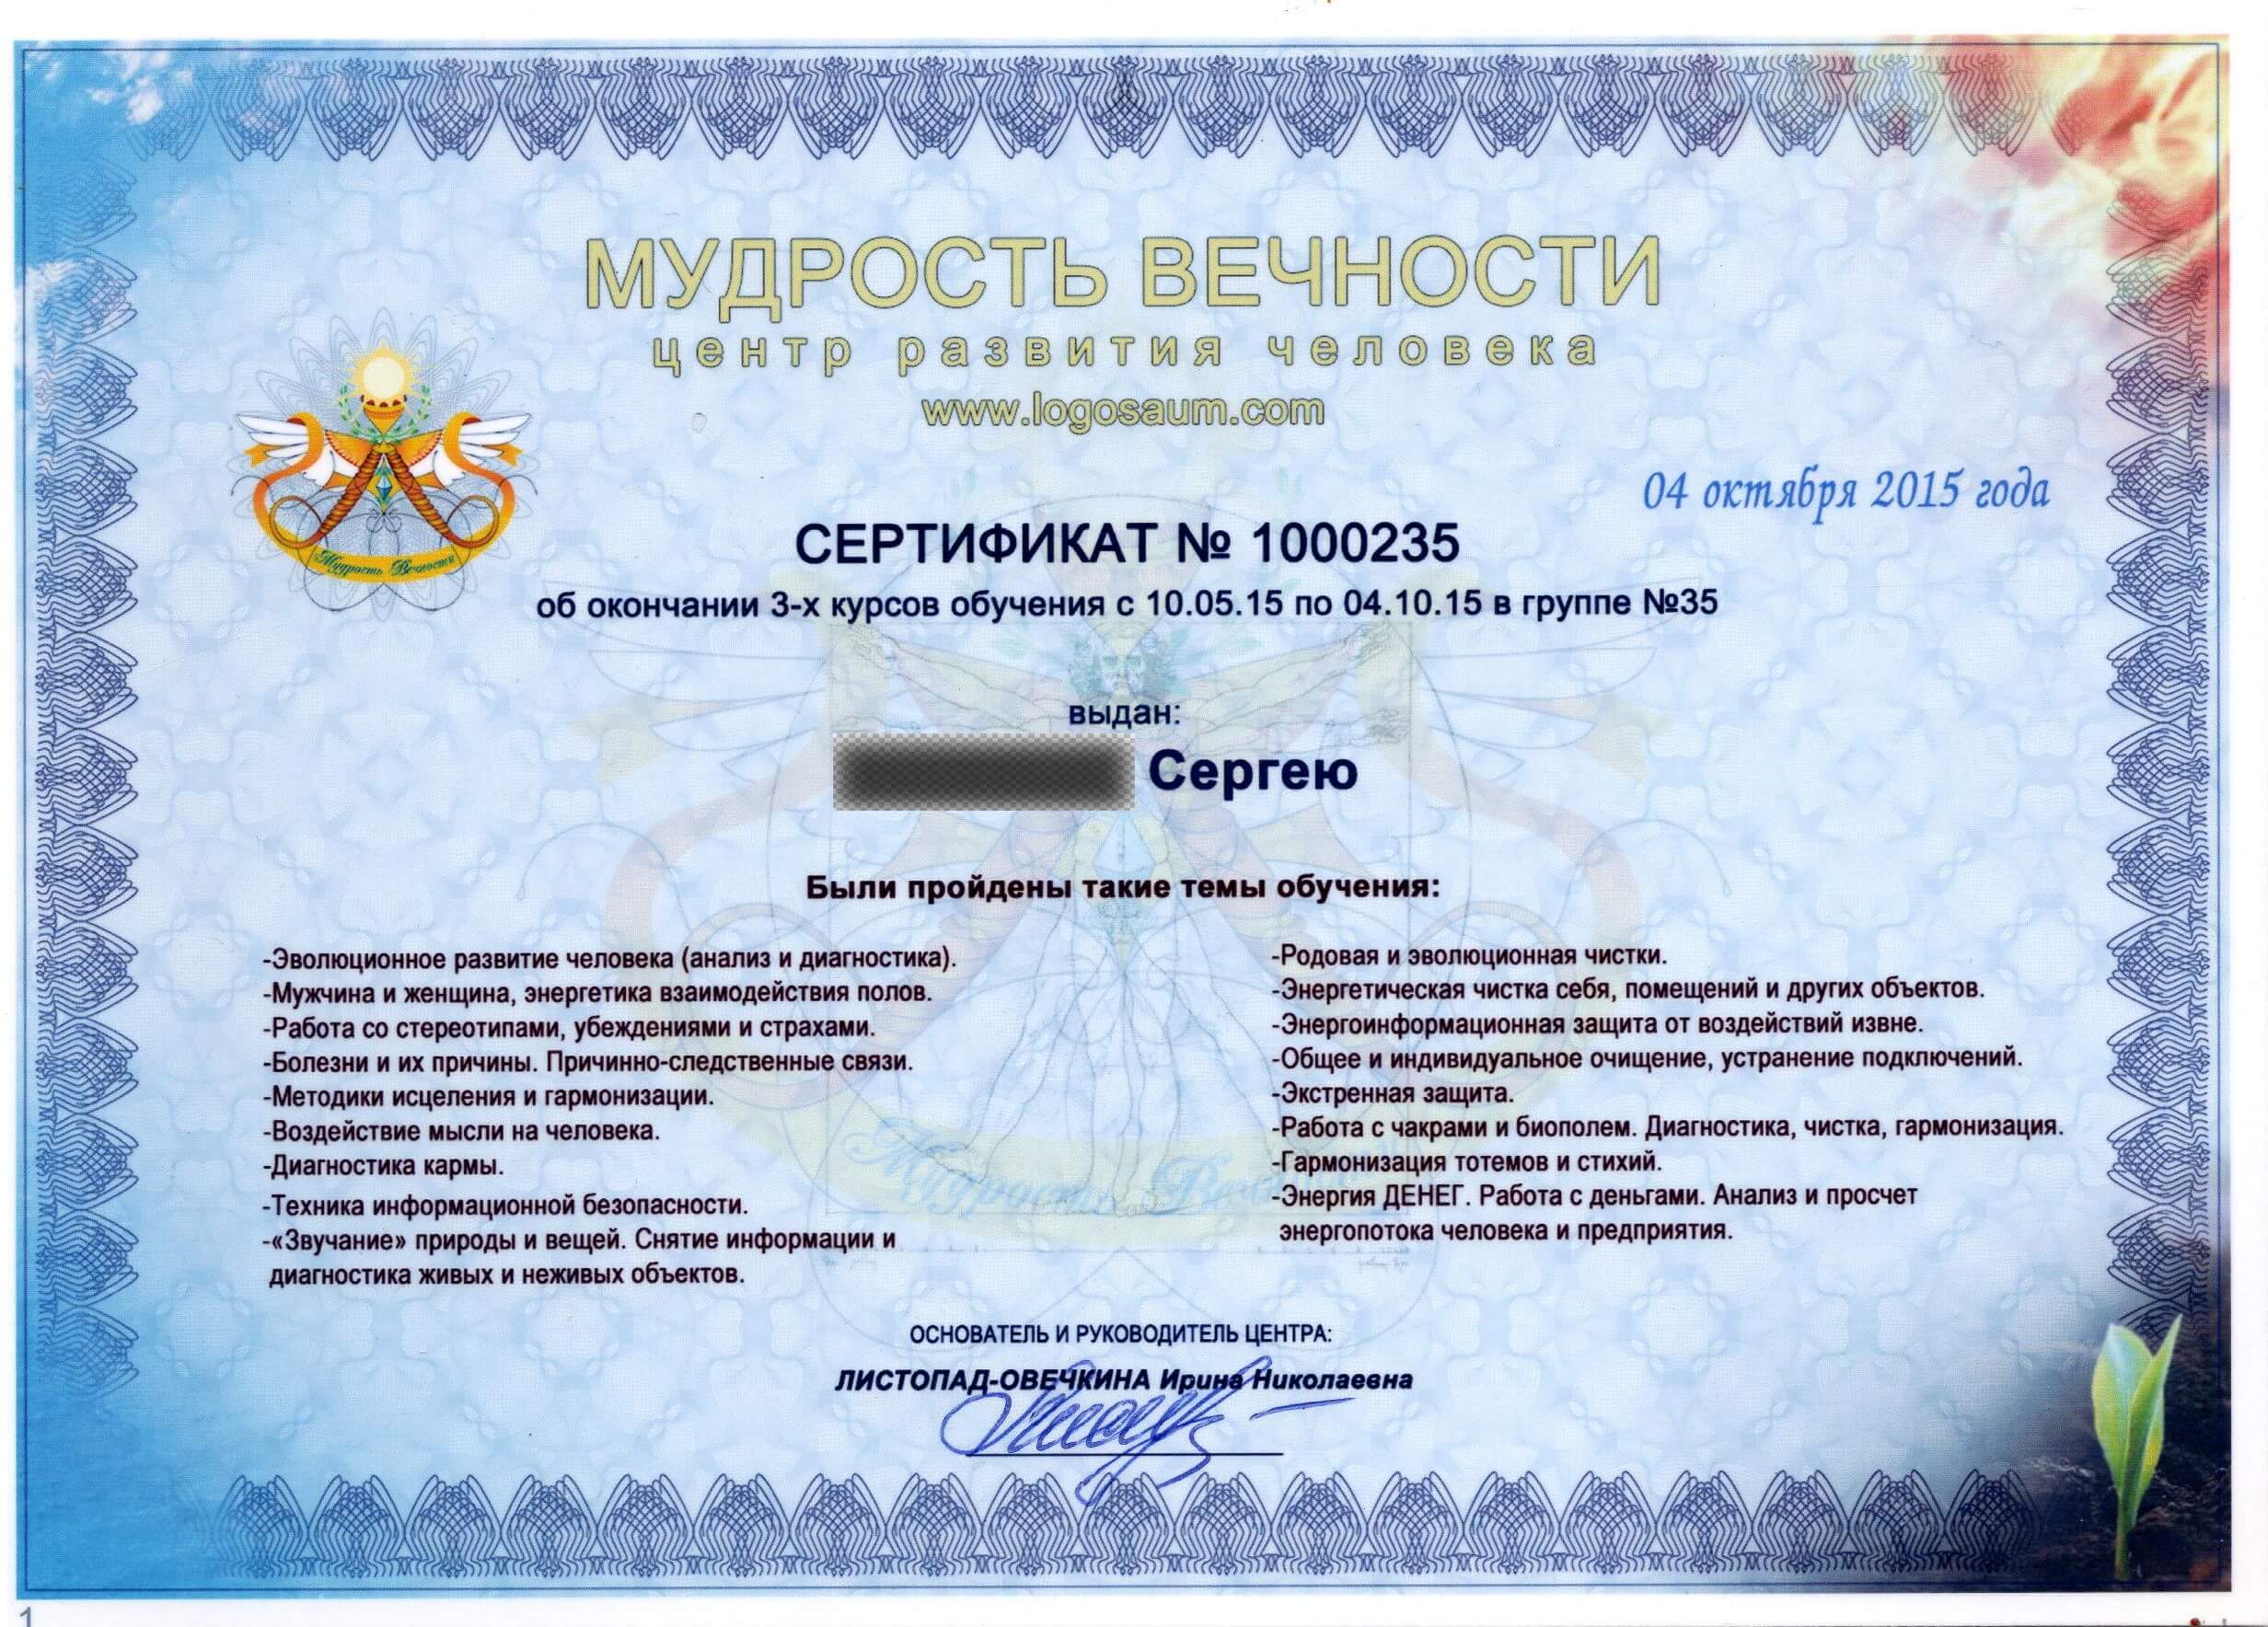 МУДРОСТЬ ВЕЧНОСТИ
центр развития человека
www.logosaum.com
Мудрость Вечности
04 октября 2015 года
СЕРТИФИКАТ № 1000235
об окончании 3-х курсов обучения с 10.05.15 по 04.10.15 в группе №35
выдан:
Сергею
Были пройдены такие темы обучения:
-Эволюционное развитие человека (анализ и диагностика).
-Мужчина и женщина, энергетика взаимодействия полов.
-Работа со стереотипами, убеждениями и страхами.
-Болезни и их причины. Причинно-следственные связи.
-Методики исцеления и гармонизации.
-Воздействие мысли на человека.
-Диагностика кармы.
-Техника информационной безопасности.
-«Звучание» природы и вещей. Снятие информации и
диагностика живых и неживых объектов.
-Родовая и эволюционная чистки.
-Энергетическая чистка себя, помещений и других объектов.
-Энергоинформационная защита от воздействий извне.
-Общее и индивидуальное очищение, устранение подключений.
-Экстренная защита.
-Работа с чакрами и биополем. Диагностика, чистка, гармонизация.
-Гармонизация тотемов и стихий.
-Энергия ДЕНЕГ. Работа с деньгами. Анализ и просчет
энергопотока человека и предприятия.
Мудрость Вечности
ОСНОВАТЕЛЬ И РУКОВОДИТЕЛЬ ЦЕНТРА:
ЛИСТОПАД-ОВЕЧКИНА Ирина Николаевна
1